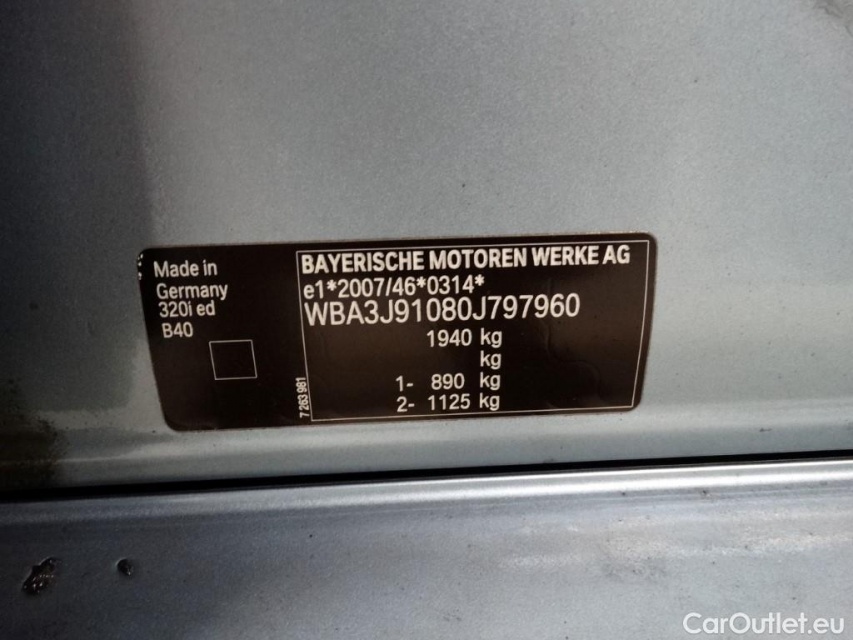 Made in
Germany
320i ed
B40
7 263 981
BAYERISCHE MOTOREN WERKE AG
e1*2007/46*0314*
WBA3J91080J797960
1940 kg
kg
1- 890 kg
2- 1125 kg
CarOutlet.eu